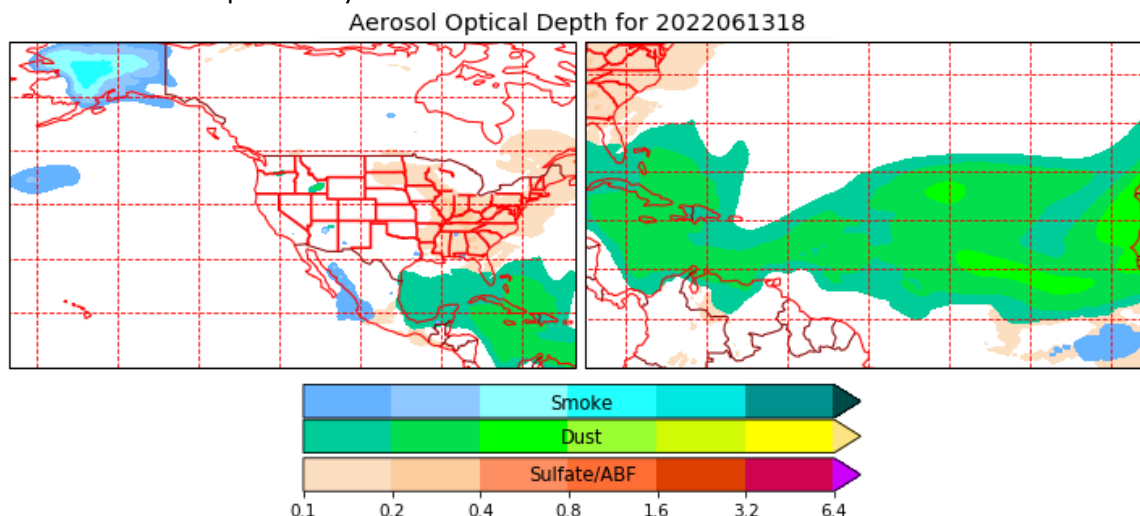 Aerosol Optical Depth for 2022061318
Smoke
Dust
Sulfate/ABF
0.1 0.2 0.4 0.8 1.6 3.2 6.4